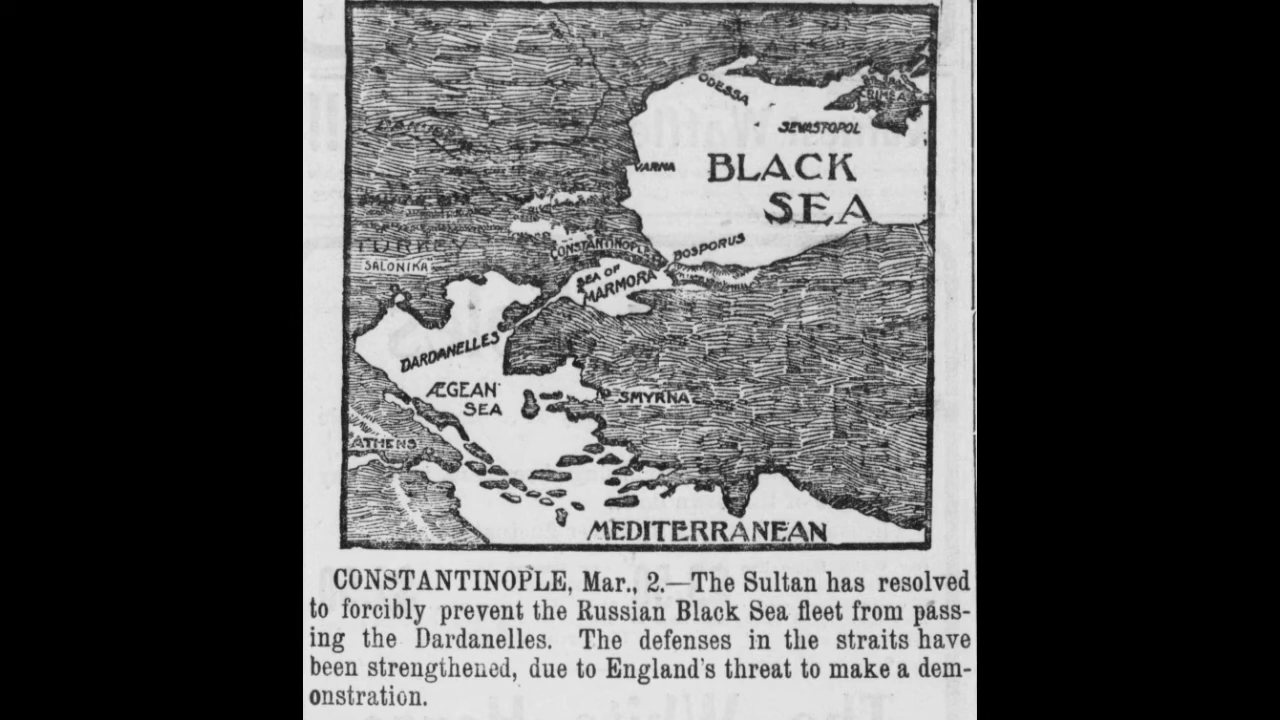 ODESSA
CRIMEA
SEVASTOPOL
VARNA
BLACK
SEA
TURKEY
CONSTANTINOPLE
BOSPORUS
SALONIKA
SEA OF
MARMORA
DARDANELLES
ÆGEAN
SEA
SMYRNA
ATHENS
MEDITERRANEAN
CONSTANTINOPLE, Mar., 2.—The Sultan has resolved
to forcibly prevent the Russian Black Sea fleet from pass-
ing the Dardanelles. The defenses in the straits have
been strengthened, due to England's threat to make a dem-
onstration.